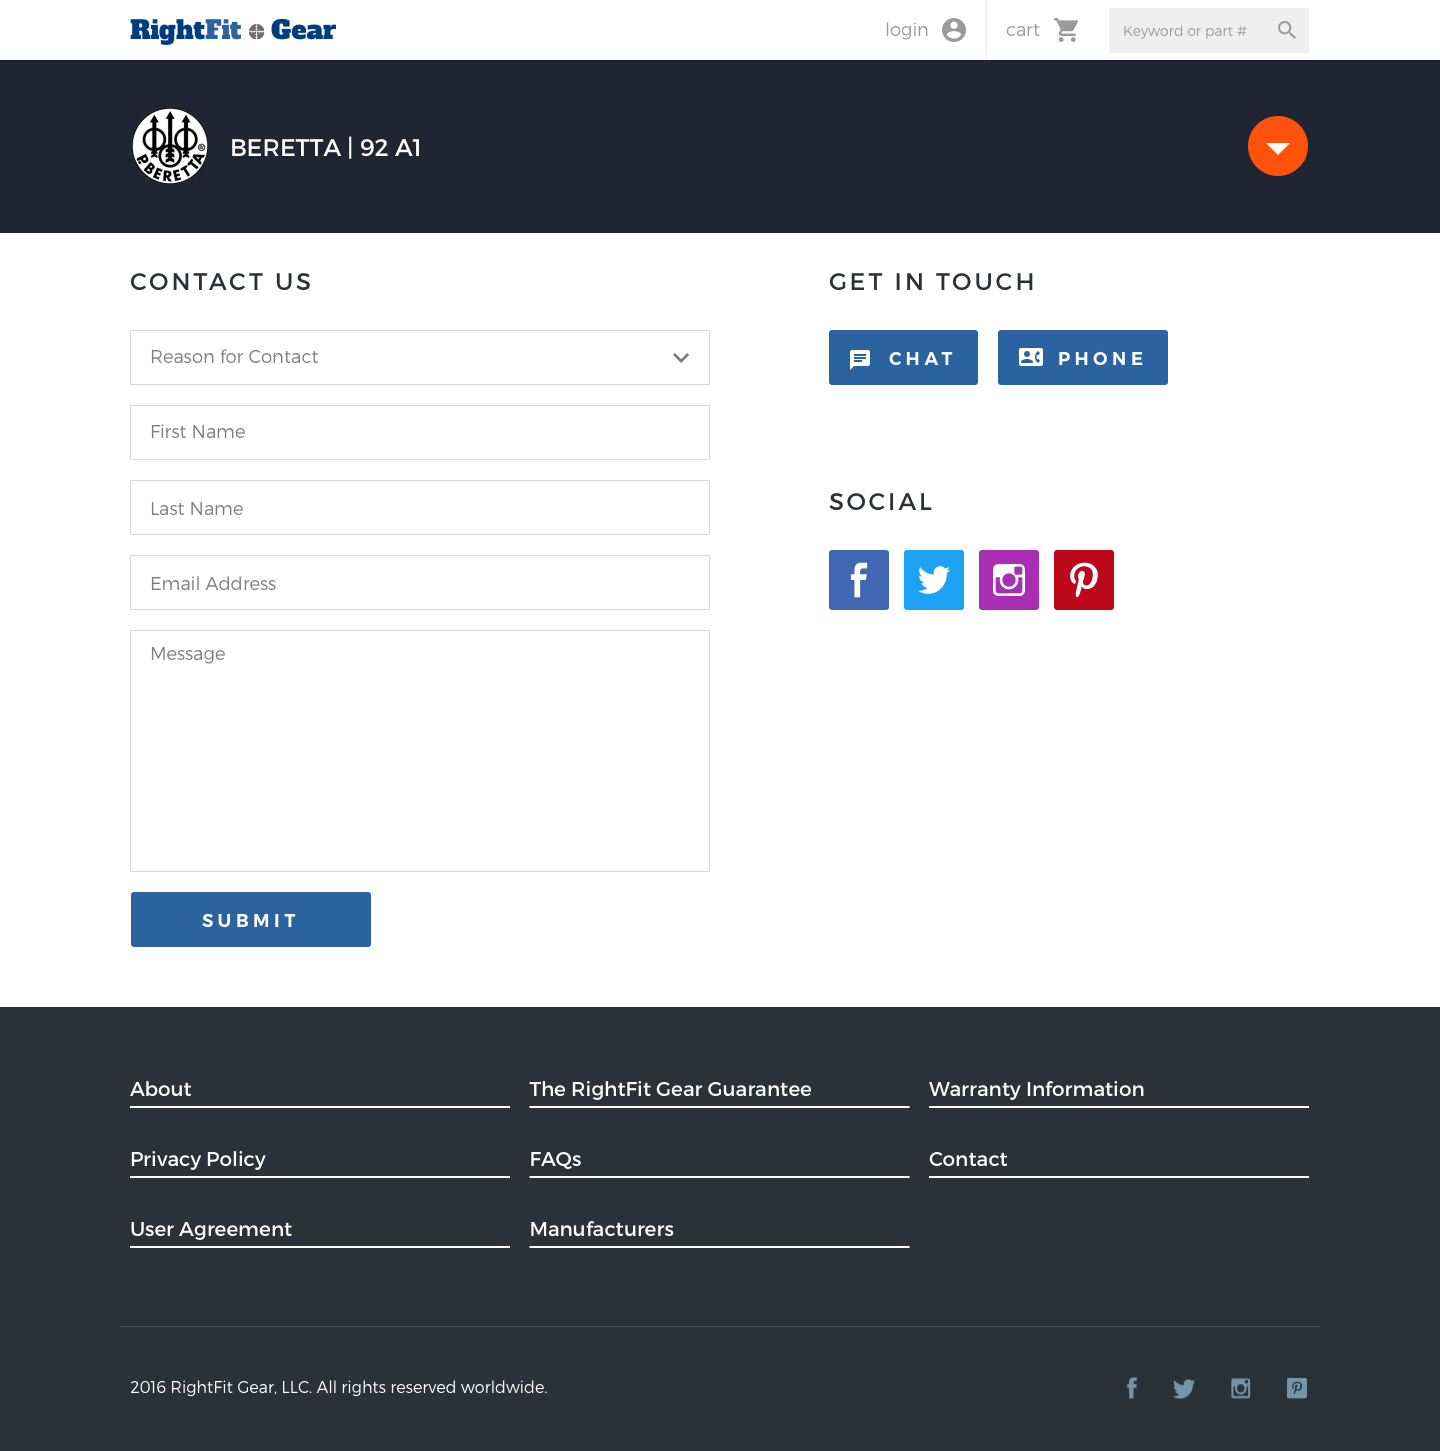 RightFit Gear
login
cart
Keyword or part #
P. BERETTA ®
BERETTA | 92 A1
CONTACT US
GET IN TOUCH
Reason for Contact
CHAT
PHONE
First Name
Last Name
SOCIAL
Email Address
Message
SUBMIT
About
The RightFit Gear Guarantee
Warranty Information
Privacy Policy
FAQs
Contact
User Agreement
Manufacturers
2016 RightFit Gear, LLC. All rights reserved worldwide.